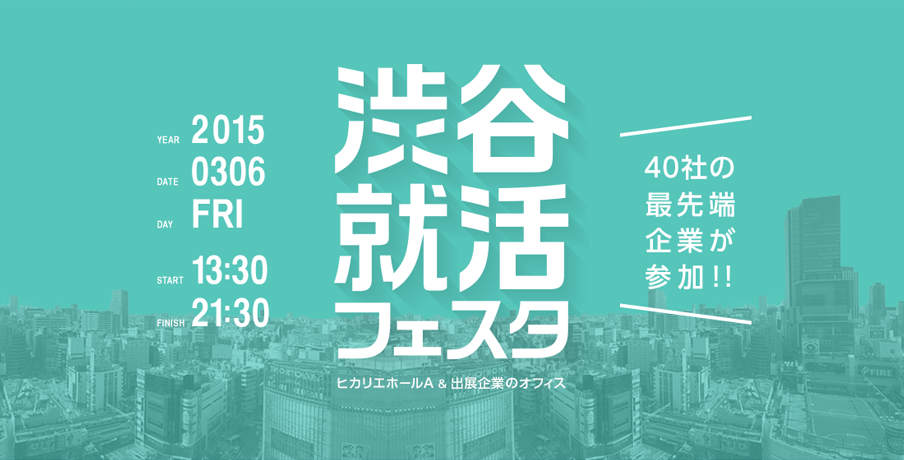 YEAR 2015
DATE 0306
DAY FRI
START 13:30
FINISH 21:30
渋谷
就活
フェスタ
ヒカリエホールA & 出展企業のオフィス
40社の
最先端
企業が
参加!!
FIRE